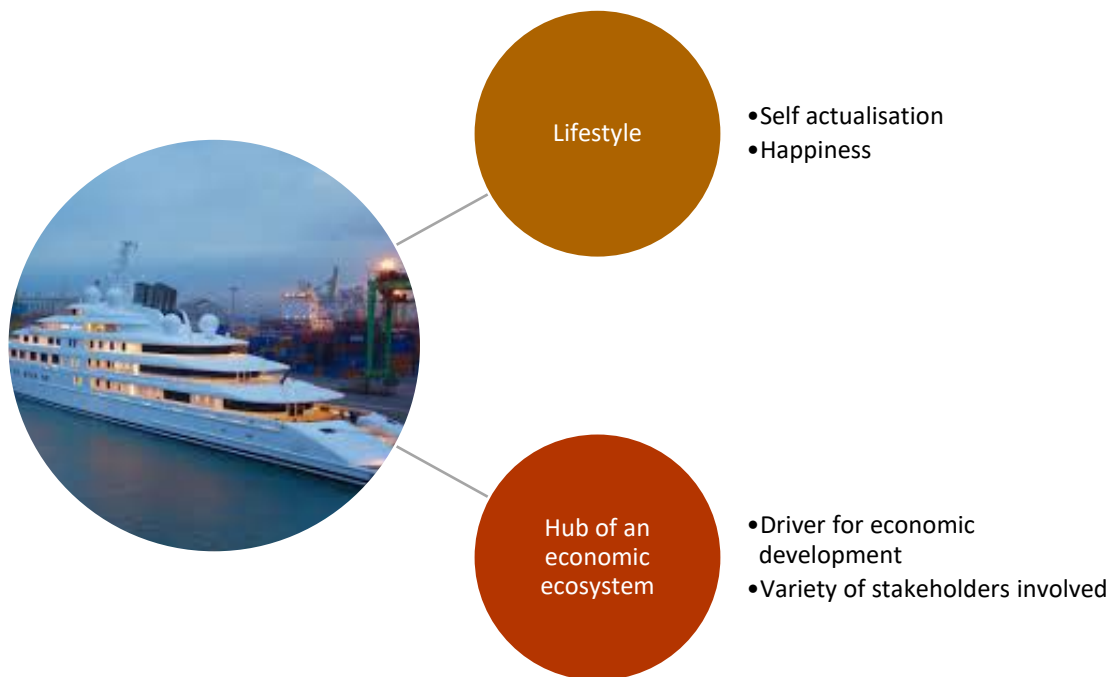 Lifestyle
•Self actualisation
•Happiness
Hub of an
economic
ecosystem
•Driver for economic
development
•Variety of stakeholders involved